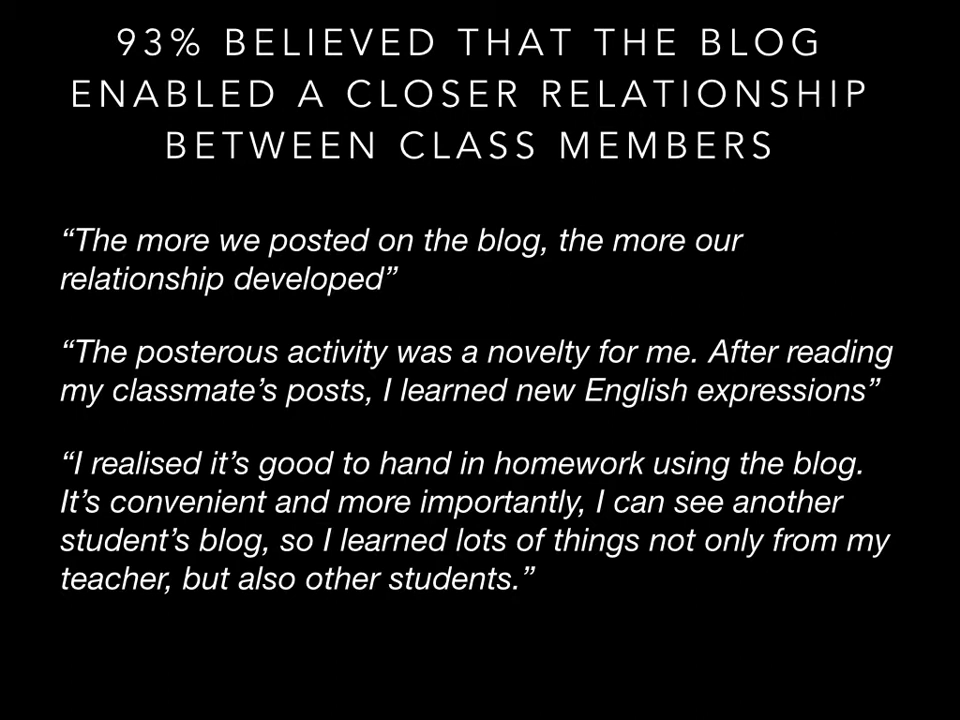 93% BELIEVED THAT THE BLOG
ENABLED A CLOSER RELATIONSHIP
BETWEEN CLASS MEMBERS
“The more we posted on the blog, the more our
relationship developed”
“The posterous activity was a novelty for me. After reading
my classmate’s posts, I learned new English expressions”
“I realised it’s good to hand in homework using the blog.
It’s convenient and more importantly, I can see another
student’s blog, so I learned lots of things not only from my
teacher, but also other students.”